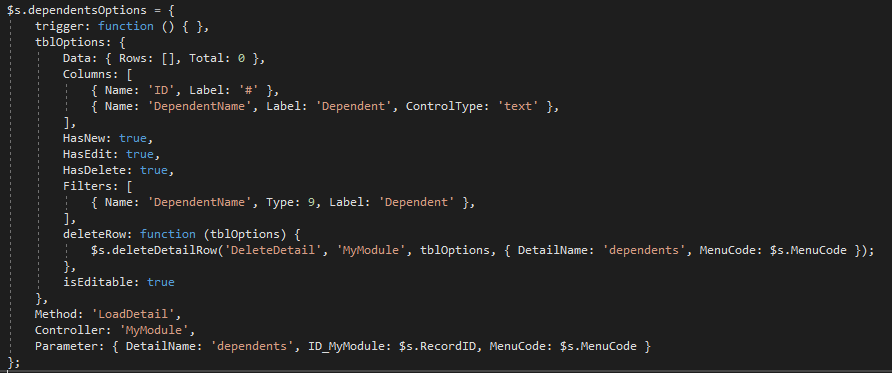 $s.dependentsOptions = {
trigger: function () { },
tblOptions: {
Data: { Rows: [], Total: 0 },
Columns: [
{ Name: 'ID', Label: '#' },
{ Name: 'DependentName', Label: 'Dependent', ControlType: 'text' },
],
HasNew: true,
HasEdit: true,
HasDelete: true,
Filters: [
{ Name: 'DependentName', Type: 9, Label: 'Dependent' },
],
deleteRow: function (tblOptions) {
$s.deleteDetailRow('DeleteDetail', 'MyModule', tblOptions, { DetailName: 'dependents', MenuCode: $s.MenuCode });
},
isEditable: true
},
Method: 'LoadDetail',
Controller: 'MyModule',
Parameter: { DetailName: 'dependents', ID_MyModule: $s.RecordID, MenuCode: $s.MenuCode }
};